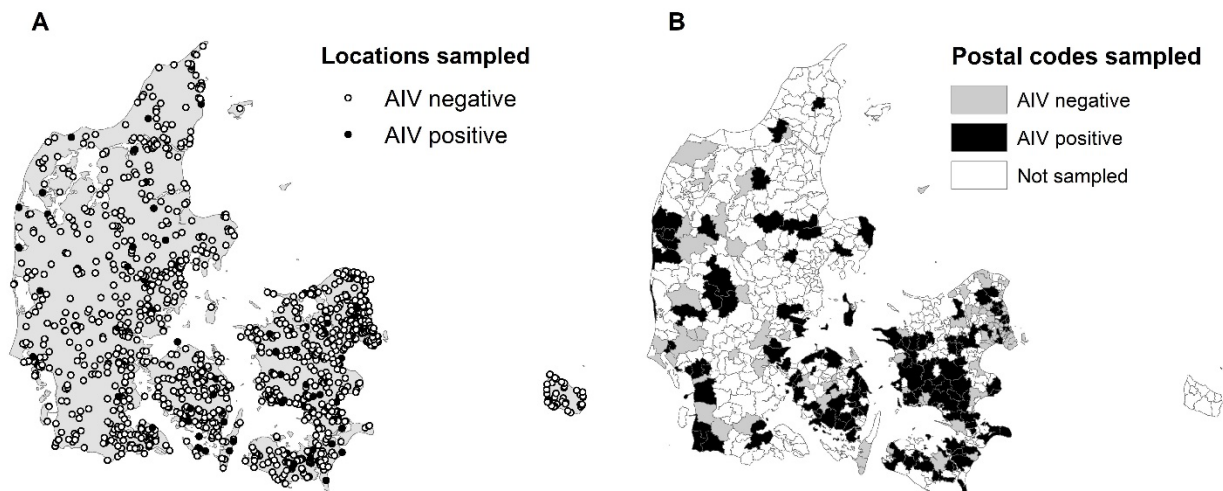 A
Locations sampled
AIV negative
AIV positive
B
Postal codes sampled
AIV negative
AIV positive
Not sampled